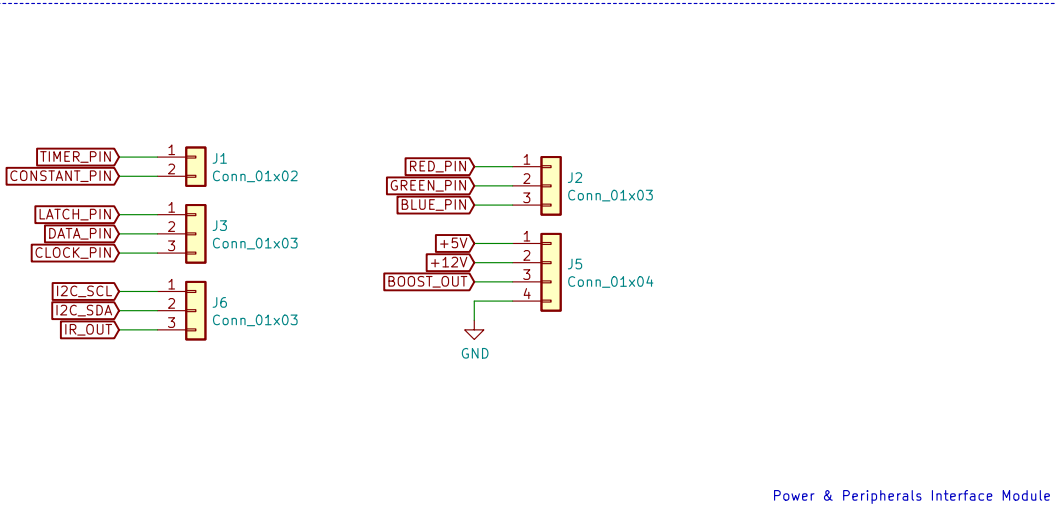 TIMER_PIN 1 J1
CONSTANT_PIN 2 Conn_01x02
LATCH_PIN 1
DATA_PIN 2 J3
CLOCK_PIN 3 Conn_01x03
I2C_SCL 1
I2C_SDA 2 J6
IR_OUT 3 Conn_01x03
RED_PIN 1
GREEN_PIN 2 J2
BLUE_PIN 3 Conn_01x03
+5V 1
+12V 2 J5
BOOST_OUT 3 Conn_01x04
4
GND
Power & Peripherals Interface Module